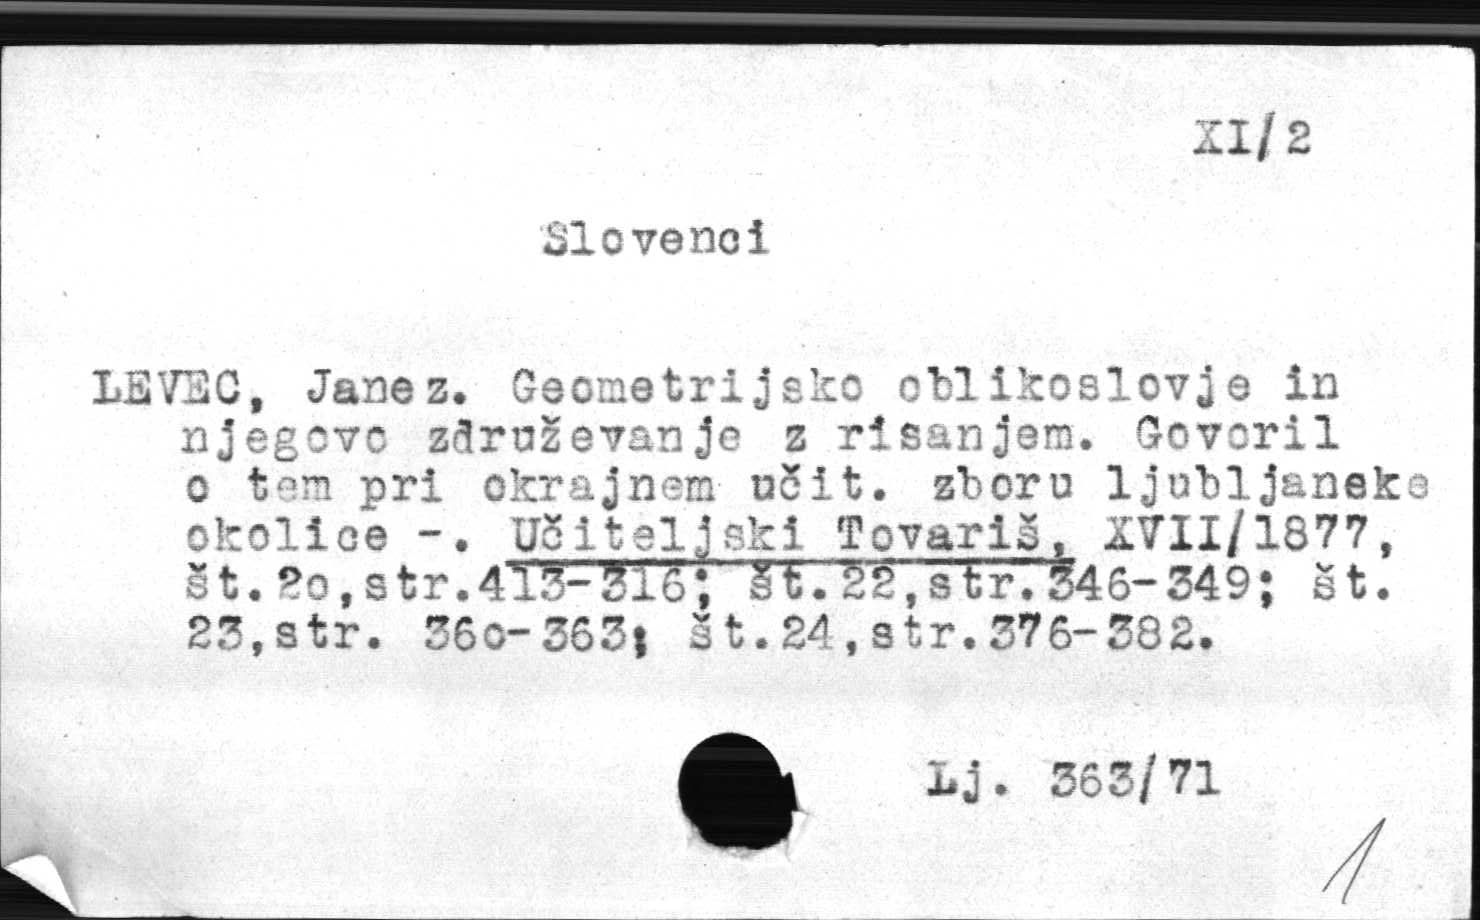 XI/2
Slovenci
LEVEC, Janez. Geometrijsko oblikoslovje in
njegovo združevanje z risanjem. Govoril
o tem pri okrajnem učit. zboru ljubljanske
okolice -. Učiteljski Tovariš, XVII/1877,
št.2o,str.413-316; št.22,str.346-349; št.
23,str. 36o-363; št.24,str.376-382.
Lj. 363/71
1